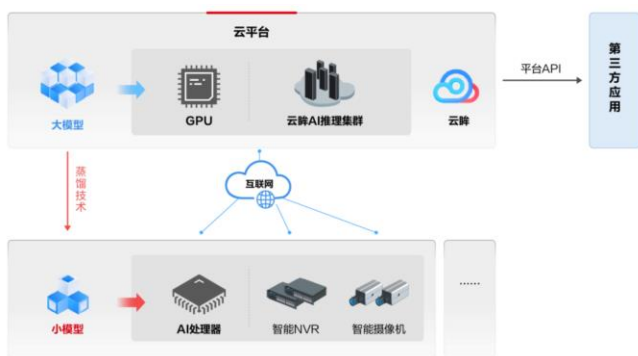 云平台
大模型
GPU
云眸AI推理集群
云眸
平台API
第三方应用
蒸馏技术
互联网
小模型
AI处理器
智能NVR
智能摄像机
......